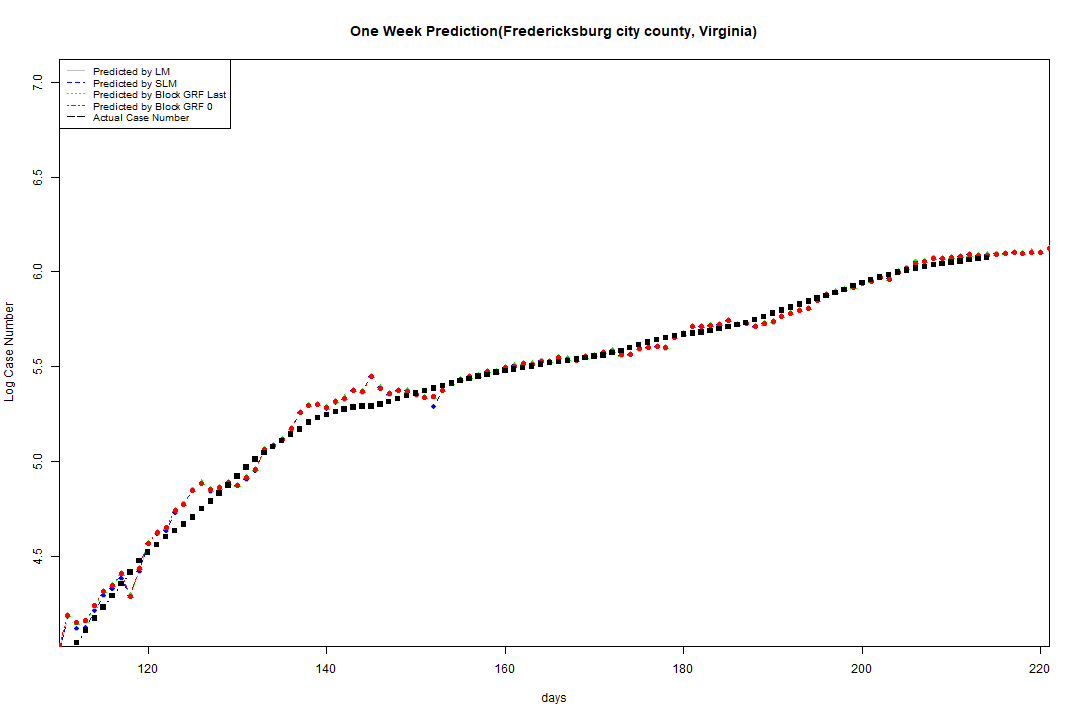 One Week Prediction(Fredericksburg city county, Virginia)
Predicted by LM
Predicted by SLM
Predicted by Block GRF Last
Predicted by Block GRF 0
Actual Case Number
7.0
6.5
6.0
5.5
5.0
4.5
Log Case Number
120 140 160 180 200 220
days